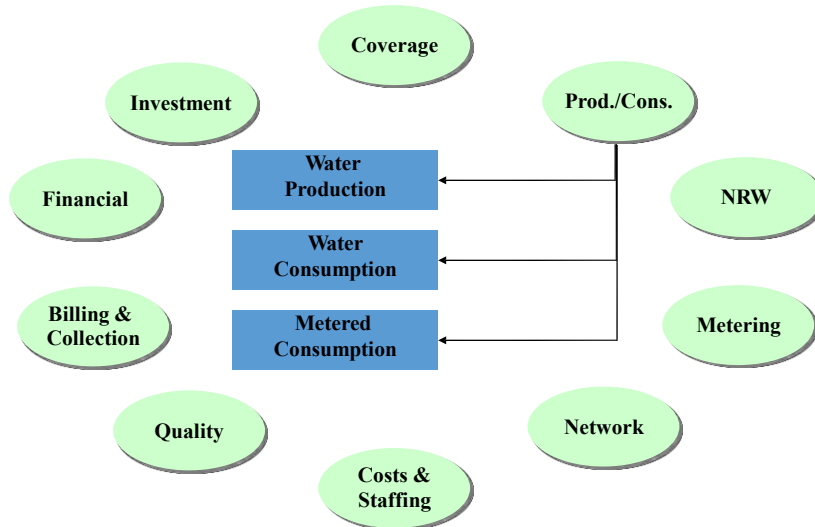 Coverage
Investment
Prod./Cons.
Water
Production
Financial
NRW
Water
Consumption
Billing &
Collection
Metered
Consumption
Metering
Quality
Network
Costs &
Staffing